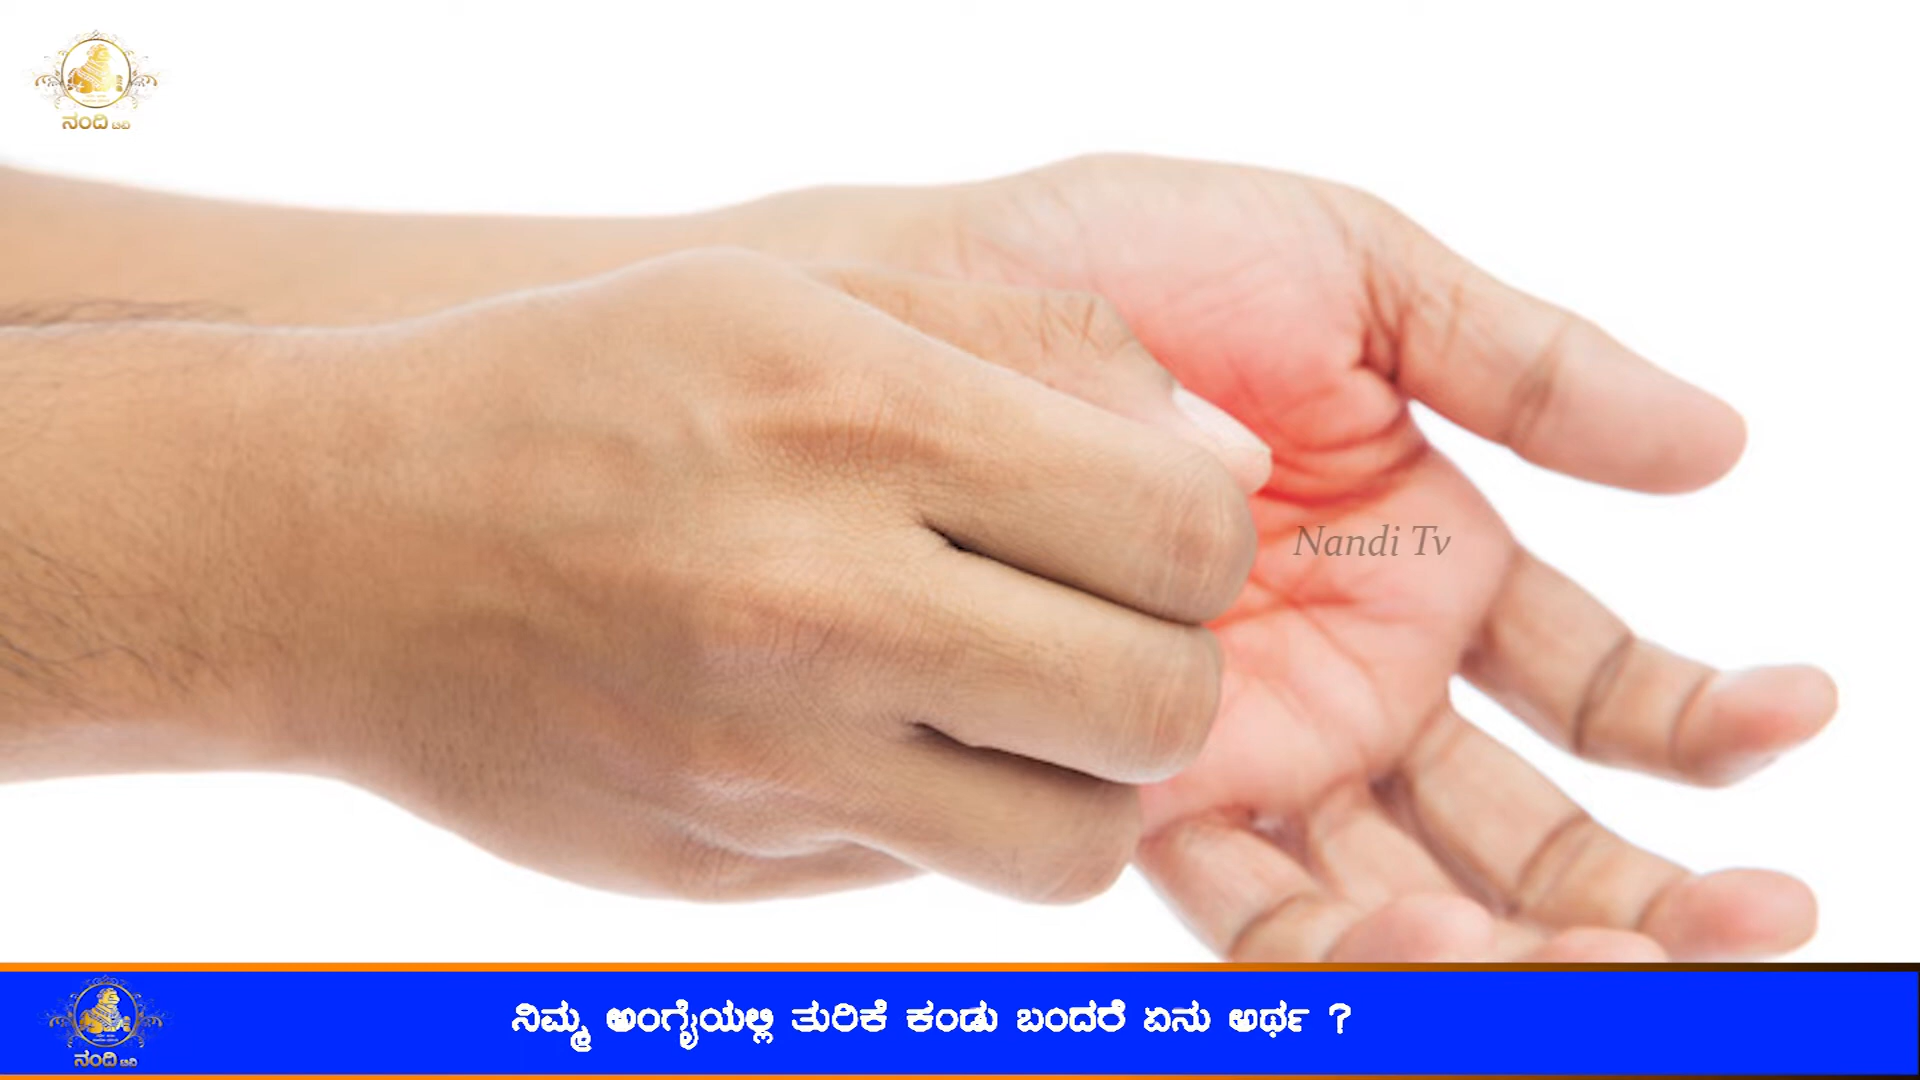 ನಂದಿ ಟಿವಿ
Nandi Tv
ನಿಮ್ಮ ಅಂಗೈಯಲ್ಲಿ ತುರಿಕೆ ಕಂಡು ಬಂದರೆ ಏನು ಅರ್ಥ ?
ನಂದಿ ಟಿವಿ